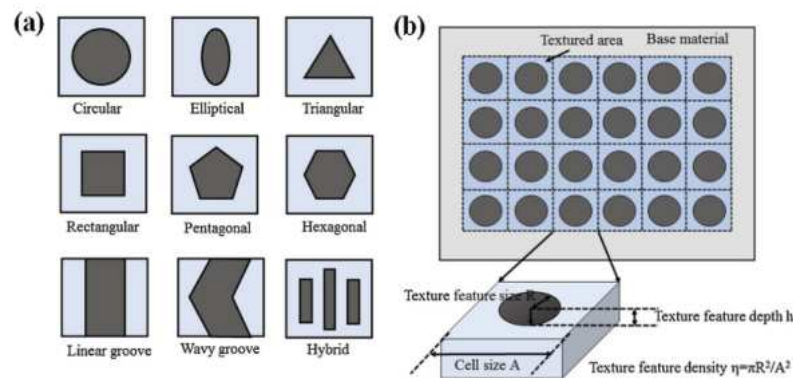 (a)
Circular
Elliptical
Triangular
Rectangular
Pentagonal
Hexagonal
Linear groove
Wavy groove
Hybrid
(b)
Textured area
Base material
Texture feature size R
Texture feature depth h
Cell size A
Texture feature density η=πR²/A²